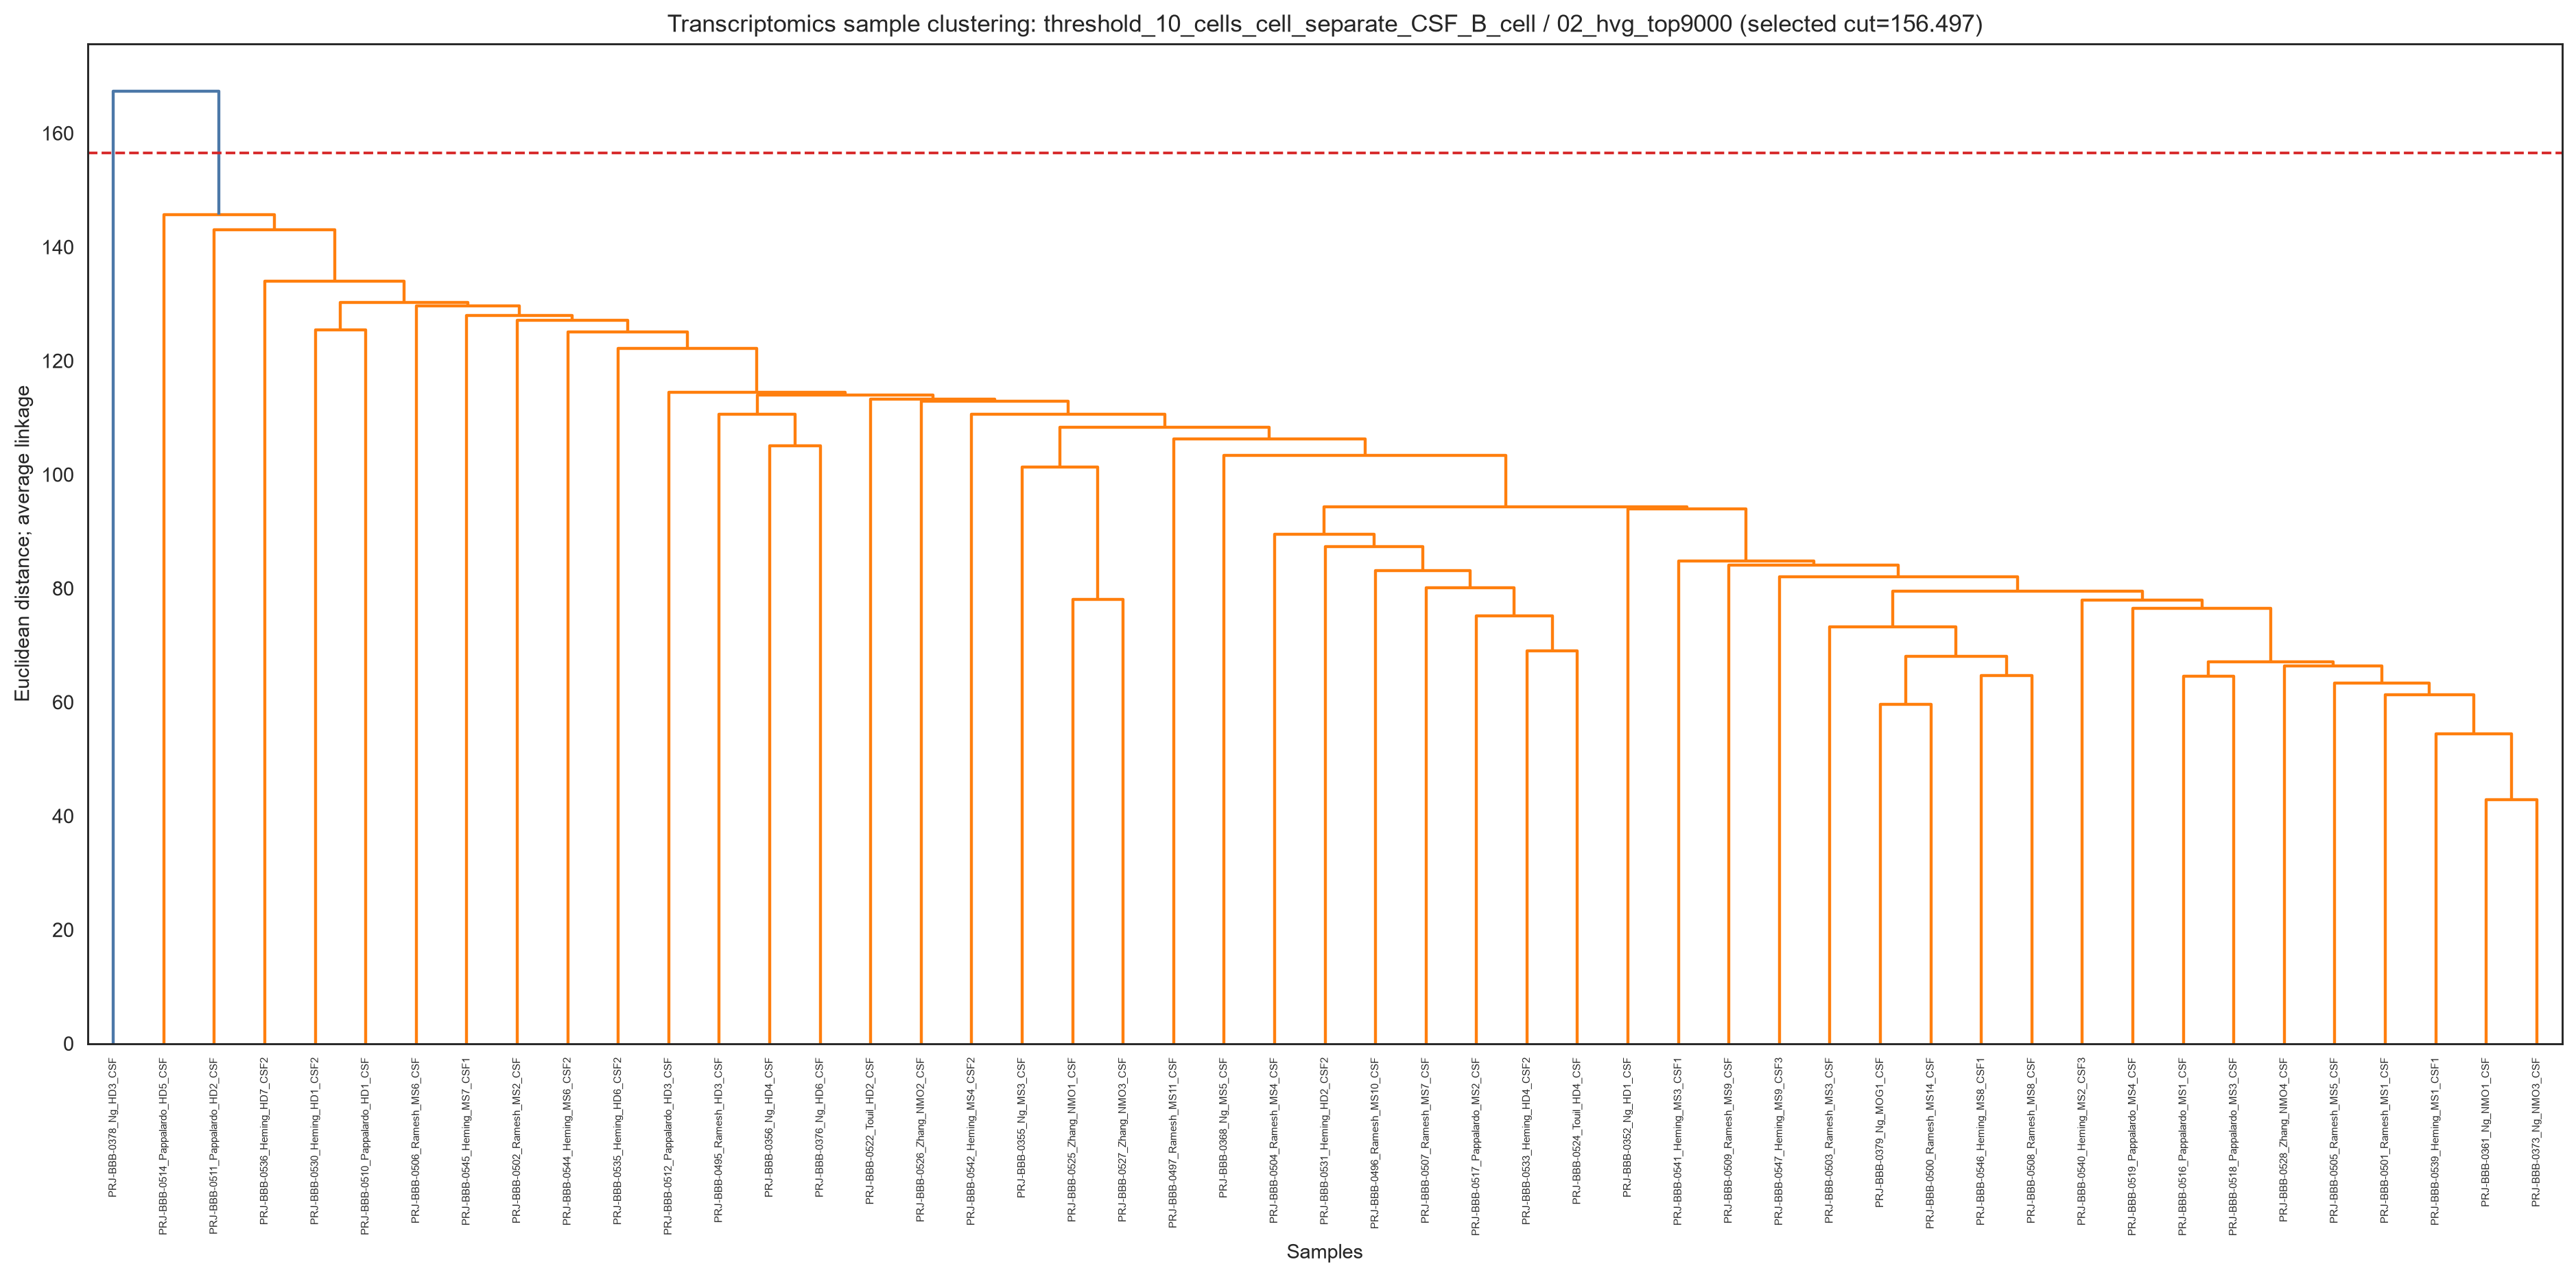 Transcriptomics sample clustering: threshold_10_cells_cell_separate_CSF_B_cell / 02_hvg_top9000 (selected cut=156.497)
Euclidean distance; average linkage
160
140
120
100
80
60
40
20
0
PRJ-BBB-0378_Ng_HD3_CSF
PRJ-BBB-0514_Pappalardo_HD5_CSF
PRJ-BBB-0511_Pappalardo_HD2_CSF
PRJ-BBB-0536_Heming_HD7_CSF2
PRJ-BBB-0530_Heming_HD1_CSF2
PRJ-BBB-0510_Pappalardo_HD1_CSF
PRJ-BBB-0506_Ramesh_MS6_CSF
PRJ-BBB-0545_Heming_MS7_CSF1
PRJ-BBB-0502_Ramesh_MS2_CSF
PRJ-BBB-0544_Heming_MS6_CSF2
PRJ-BBB-0535_Heming_HD6_CSF2
PRJ-BBB-0512_Pappalardo_HD3_CSF
PRJ-BBB-0495_Ramesh_HD3_CSF
PRJ-BBB-0356_Ng_HD4_CSF
PRJ-BBB-0376_Ng_HD6_CSF
PRJ-BBB-0522_Touil_HD2_CSF
PRJ-BBB-0526_Zhang_NMO2_CSF
PRJ-BBB-0542_Heming_MS4_CSF2
PRJ-BBB-0355_Ng_MS3_CSF
PRJ-BBB-0525_Zhang_NMO1_CSF
PRJ-BBB-0527_Zhang_NMO3_CSF
PRJ-BBB-0497_Ramesh_MS11_CSF
PRJ-BBB-0368_Ng_MS5_CSF
PRJ-BBB-0504_Ramesh_MS4_CSF
PRJ-BBB-0531_Heming_HD2_CSF2
PRJ-BBB-0496_Ramesh_MS10_CSF
PRJ-BBB-0507_Ramesh_MS7_CSF
PRJ-BBB-0517_Pappalardo_MS2_CSF
PRJ-BBB-0533_Heming_HD4_CSF2
PRJ-BBB-0524_Touil_HD4_CSF
PRJ-BBB-0352_Ng_HD1_CSF
PRJ-BBB-0541_Heming_MS3_CSF1
PRJ-BBB-0509_Ramesh_MS9_CSF
PRJ-BBB-0547_Heming_MS9_CSF3
PRJ-BBB-0503_Ramesh_MS3_CSF
PRJ-BBB-0379_Ng_MOG1_CSF
PRJ-BBB-0500_Ramesh_MS14_CSF
PRJ-BBB-0546_Heming_MS8_CSF1
PRJ-BBB-0508_Ramesh_MS8_CSF
PRJ-BBB-0540_Heming_MS2_CSF3
PRJ-BBB-0519_Pappalardo_MS4_CSF
PRJ-BBB-0516_Pappalardo_MS1_CSF
PRJ-BBB-0518_Pappalardo_MS3_CSF
PRJ-BBB-0528_Zhang_NMO4_CSF
PRJ-BBB-0505_Ramesh_MS5_CSF
PRJ-BBB-0501_Ramesh_MS1_CSF
PRJ-BBB-0539_Heming_MS1_CSF1
PRJ-BBB-0361_Ng_NMO1_CSF
PRJ-BBB-0373_Ng_NMO3_CSF
Samples